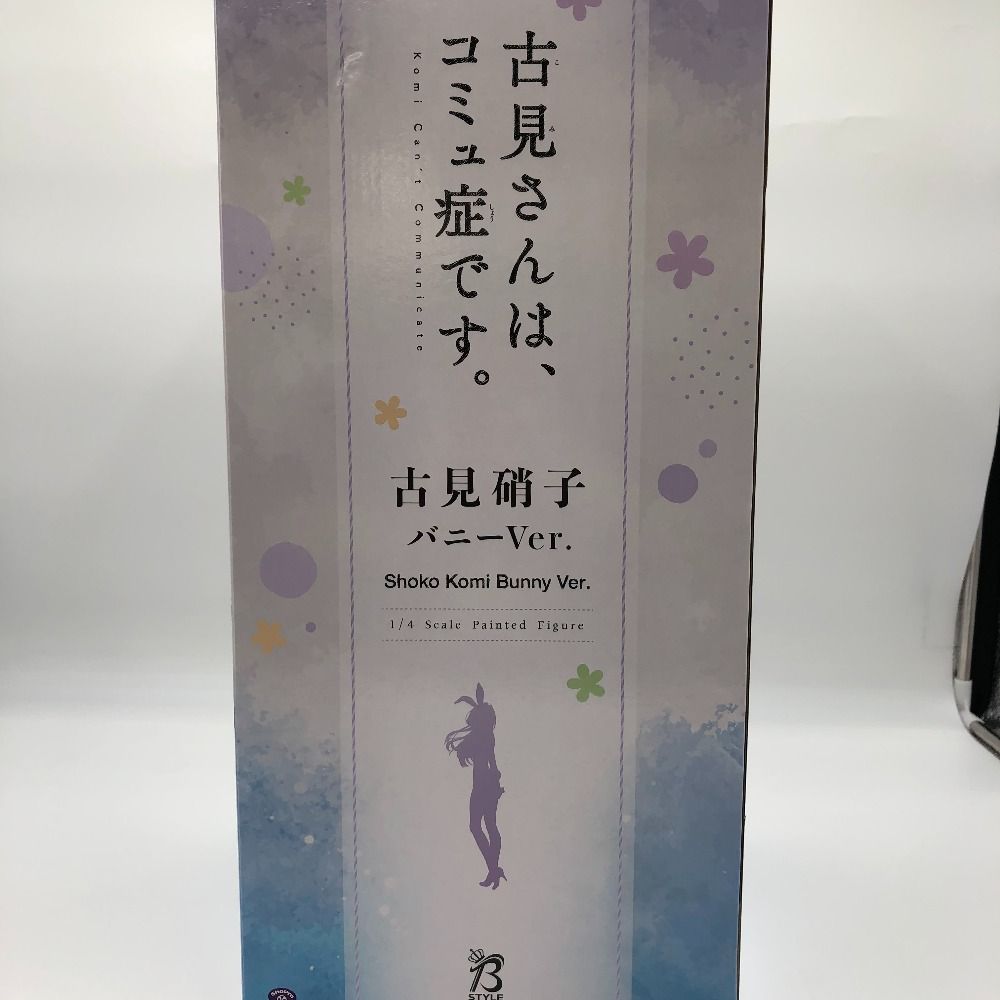 古見さんは、
コミュ症です。
Komi Can't Communicate
古見硝子
バニーVer.
Shoko Komi Bunny Ver.
1/4 Scale Painted Figure
B
STYLE